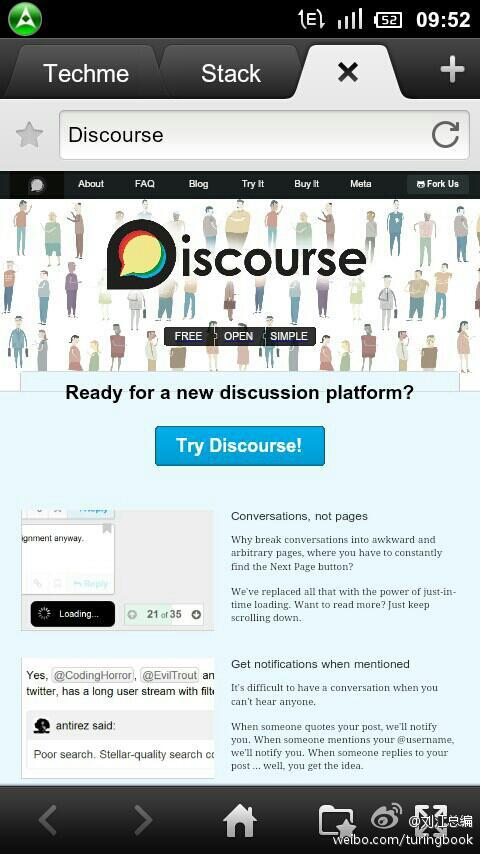 E 52 09:52
Techme Stack
Discourse
About FAQ Blog Try It Buy It Meta Fork Us
Discourse
FREE OPEN SIMPLE
Ready for a new discussion platform?
Try Discourse!
Reply
ignment anyway.
Reply
Loading... 21 of 35
Conversations, not pages
Why break conversations into awkward and
arbitrary pages, where you have to constantly
find the Next Page button?
We've replaced all that with the power of just-in-
time loading. Want to read more? Just keep
scrolling down.
Yes, @CodingHorror, @EvilTrout an
twitter, has a long user stream with filte
antirez said:
Poor search. Stellar-quality search co
Get notifications when mentioned
It's difficult to have a conversation when you
can't hear anyone.
When someone quotes your post, we'll notify
you. When someone mentions your @username,
we'll notify you. When someone replies to your
post ... well, you get the idea.
@刘江总编
weibo.com/turingbook